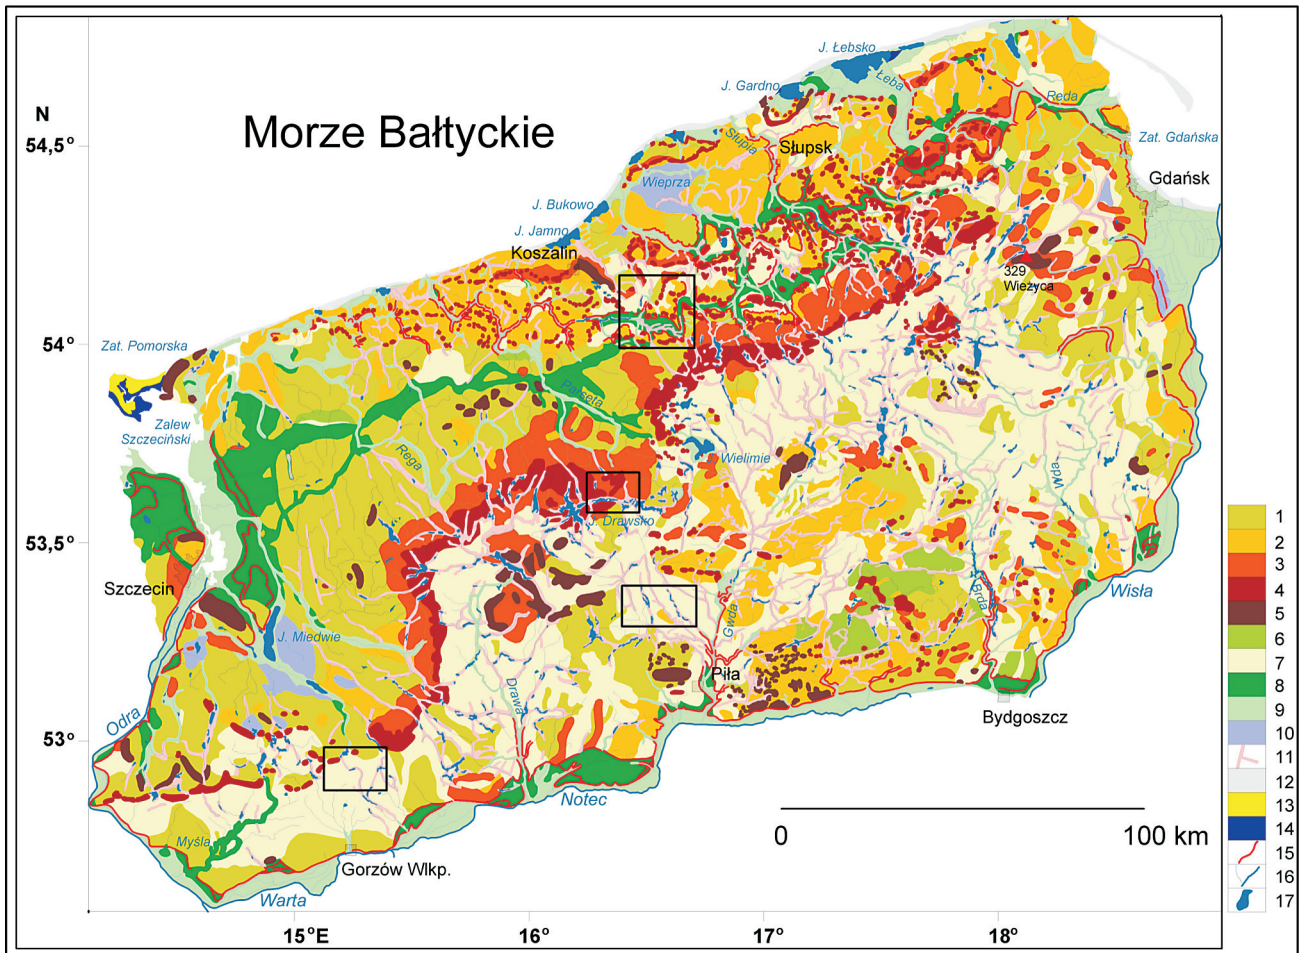 J. Łebsko
Łeba
J. Gardno
Reda
N
54,5°
Morze Bałtyckie
Słupia
Słupsk
Zat. Gdańska
Gdańsk
Wieprza
J. Bukowo
J. Jamno
Koszalin
329
Wieżyca
54°
Zat. Pomorska
Parsęta
Zalew
Szczeciński
Rega
J. Wielimie
Wda
J. Drawsko
53,5°
Szczecin
Brda
Wisła
Gwda
J. Miedwie
Piła
Drawa
Bydgoszcz
Odra
53°
Noteć
0
100 km
Myśla
Gorzów Wlkp.
Warta
15°E
16°
17°
18°
1
2
3
4
5
6
7
8
9
10
11
12
13
14
15
16
17